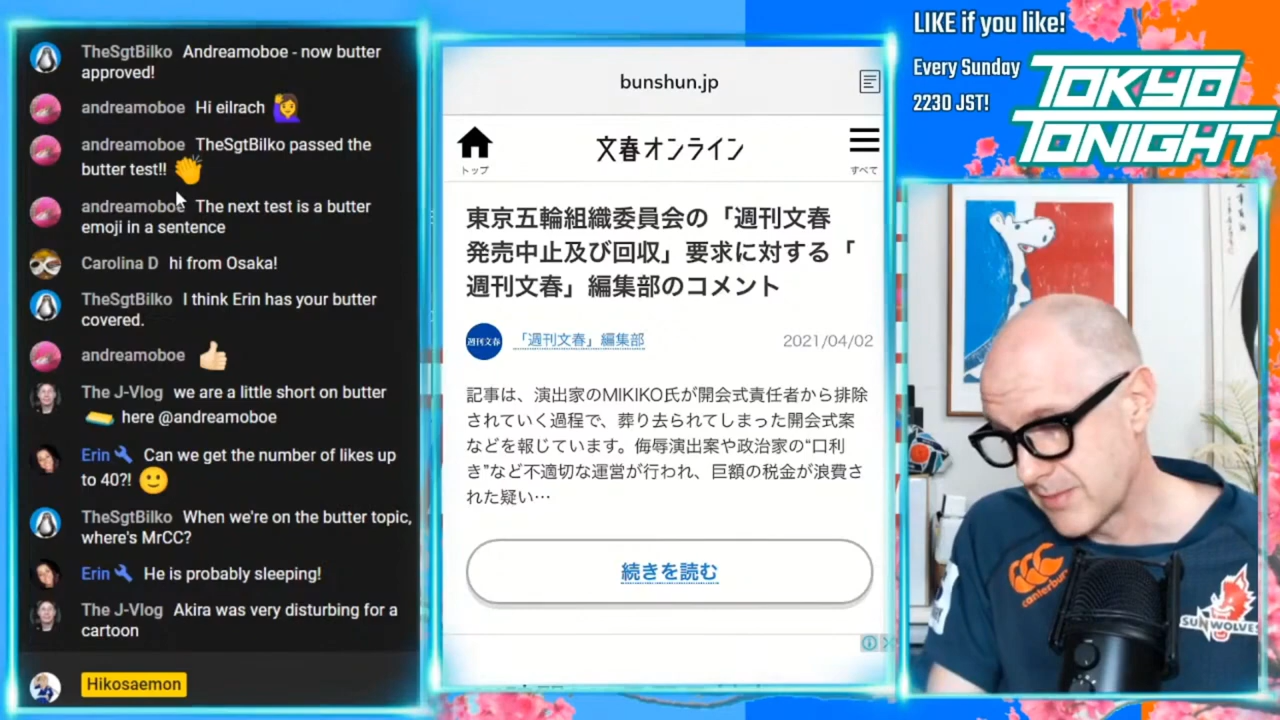 TheSgtBilko Andreamoboe - now butter
approved!
andreamoboe Hi eilrach
andreamoboe TheSgtBilko passed the
butter test!!
andreamoboe The next test is a butter
emoji in a sentence
Carolina D hi from Osaka!
TheSgtBilko I think Erin has your butter
covered.
andreamoboe
The J-Vlog we are a little short on butter
here @andreamoboe
Erin Can we get the number of likes up
to 40?!
TheSgtBilko When we're on the butter topic,
where's MrCC?
Erin He is probably sleeping!
The J-Vlog Akira was very disturbing for a
cartoon
Hikosaemon
bunshun.jp
トップ
文春オンライン
すべて
東京五輪組織委員会の「週刊文春
発売中止及び回収」要求に対する「
週刊文春」編集部のコメント
週刊文春
「週刊文春」編集部
2021/04/02
記事は、演出家のMIKIKO氏が開会式責任者から排除
されていく過程で、葬り去られてしまった開会式案
などを報じています。侮辱演出案や政治家の“口利
き”など不適切な運営が行われ、巨額の税金が浪費さ
れた疑い…
続きを読む
LIKE if you like!
Every Sunday
2230 JST!
TOKYO
TONIGHT
canterbury
SUNWOLVES